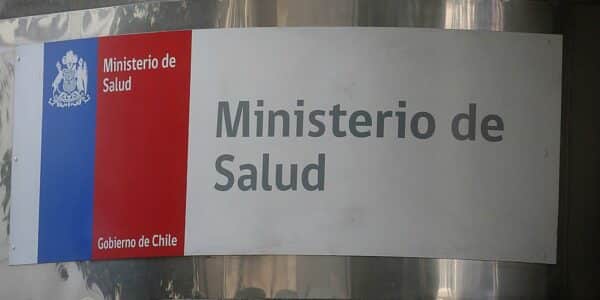 Ministerio de
Salud
Gobierno de Chile
Ministerio de
Salud